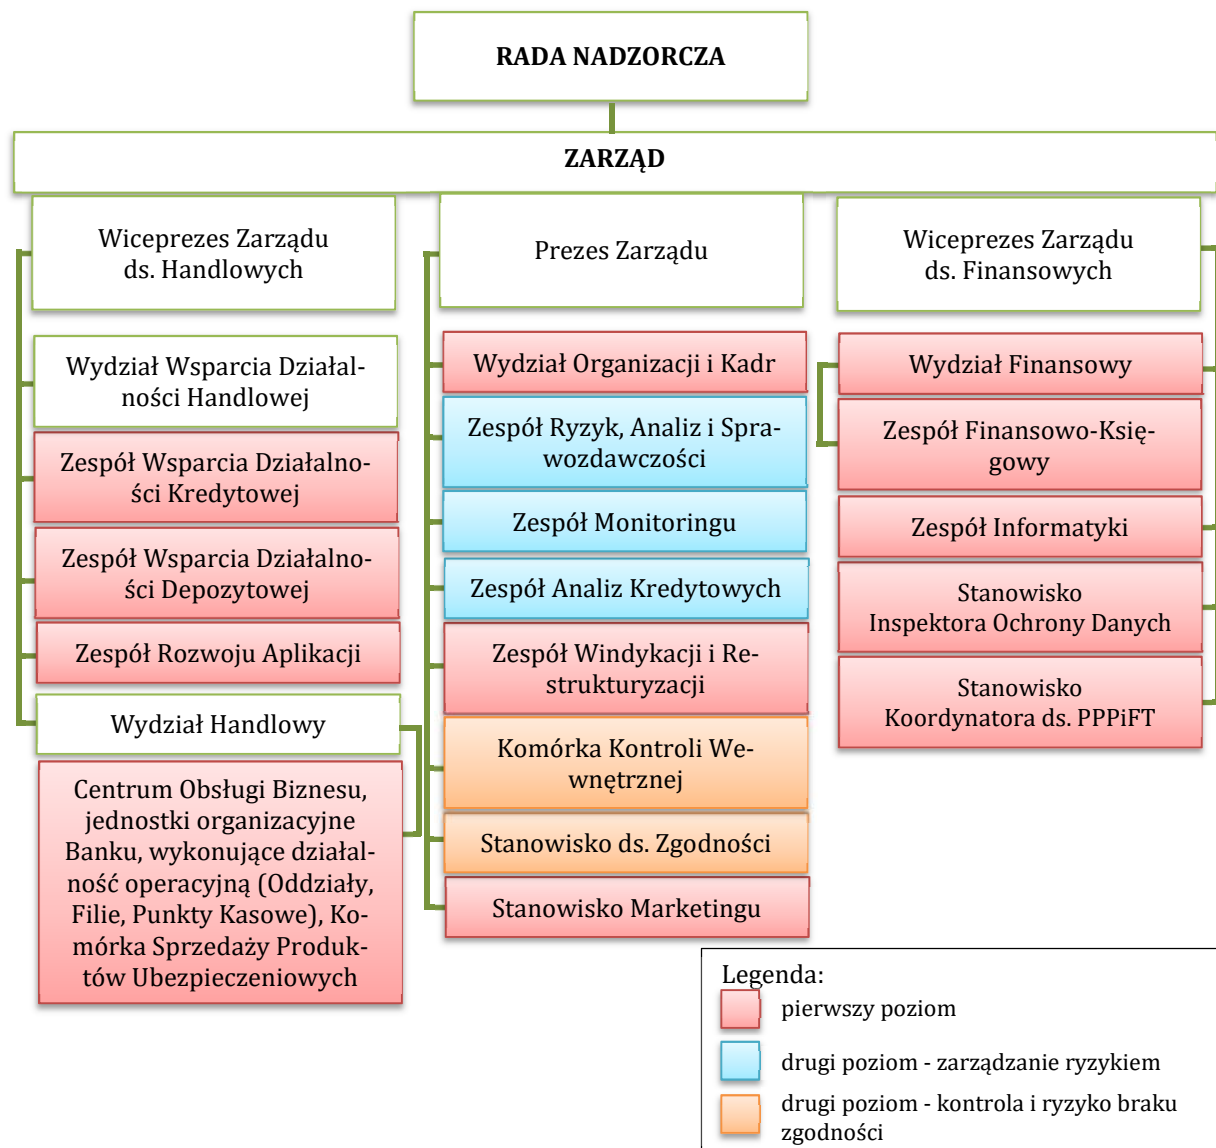 RADA NADZORCZA
ZARZĄD
Wiceprezes Zarządu
ds. Handlowych
Wydział Wsparcia Działal-
ności Handlowej
Zespół Wsparcia Działalno-
ści Kredytowej
Zespół Wsparcia Działalno-
ści Depozytowej
Zespół Rozwoju Aplikacji
Wydział Handlowy
Centrum Obsługi Biznesu,
jednostki organizacyjne
Banku, wykonujące działal-
ność operacyjną (Oddziały,
Filie, Punkty Kasowe), Ko-
mórka Sprzedaży Produk-
tów Ubezpieczeniowych
Prezes Zarządu
Wydział Organizacji i Kadr
Zespół Ryzyk, Analiz i Spra-
wozdawczości
Zespół Monitoringu
Zespół Analiz Kredytowych
Zespół Windykacji i Re-
strukturyzacji
Komórka Kontroli We-
wnętrznej
Stanowisko ds. Zgodności
Stanowisko Marketingu
Wiceprezes Zarządu
ds. Finansowych
Wydział Finansowy
Zespół Finansowo-Księ-
gowy
Zespół Informatyki
Stanowisko
Inspektora Ochrony Danych
Stanowisko
Koordynatora ds. PPPiFT
Legenda:
pierwszy poziom
drugi poziom - zarządzanie ryzykiem
drugi poziom - kontrola i ryzyko braku
zgodności